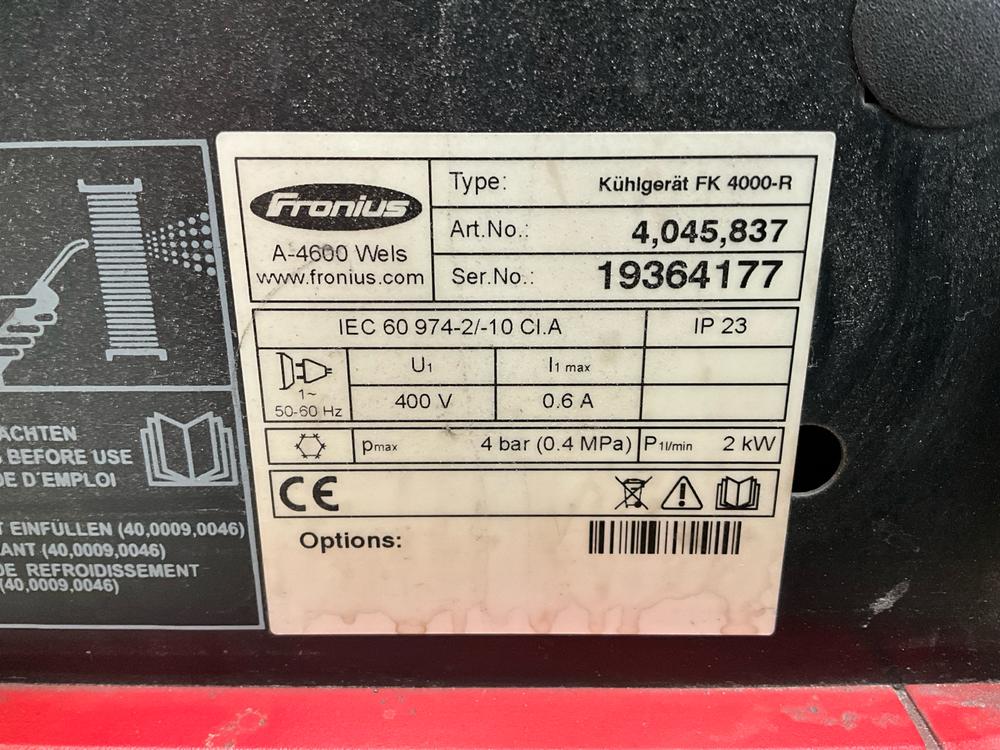 Fronius
A-4600 Wels
www.fronius.com
Type: Kühlgerät FK 4000-R
Art.No.: 4,045,837
Ser.No.: 19364177
IEC 60 974-2/-10 Cl.A IP 23
1~
50-60 Hz
U1 I1 max
400 V 0.6 A
pmax 4 bar (0.4 MPa) P1l/min 2 kW
CE
Options:
ACHTEN
BEFORE USE
D'EMPLOI
EINFÜLLEN (40,0009,0046)
(40,0009,0046)
REFROIDISSEMENT
(40,0009,0046)